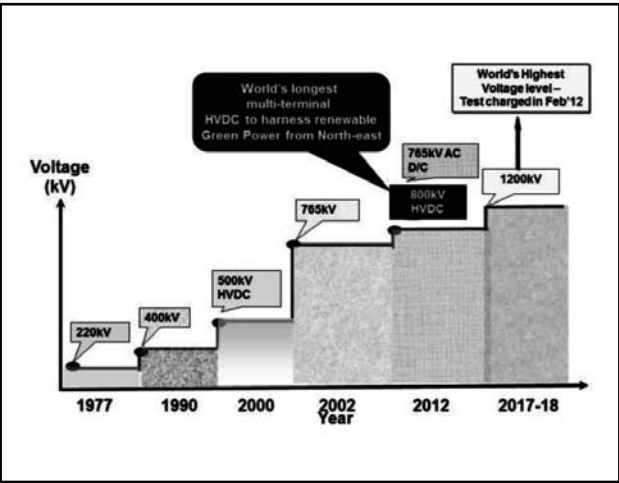 World's longest
multi-terminal
HVDC to harness renewable
Green Power from North-east
World's Highest
Voltage level –
Test charged in Feb'12
Voltage
(kV)
765kV AC
D/C
800kV
HVDC
1200kV
765kV
500kV
HVDC
400kV
220kV
1977
1990
2000
2002
2012
2017-18
Year